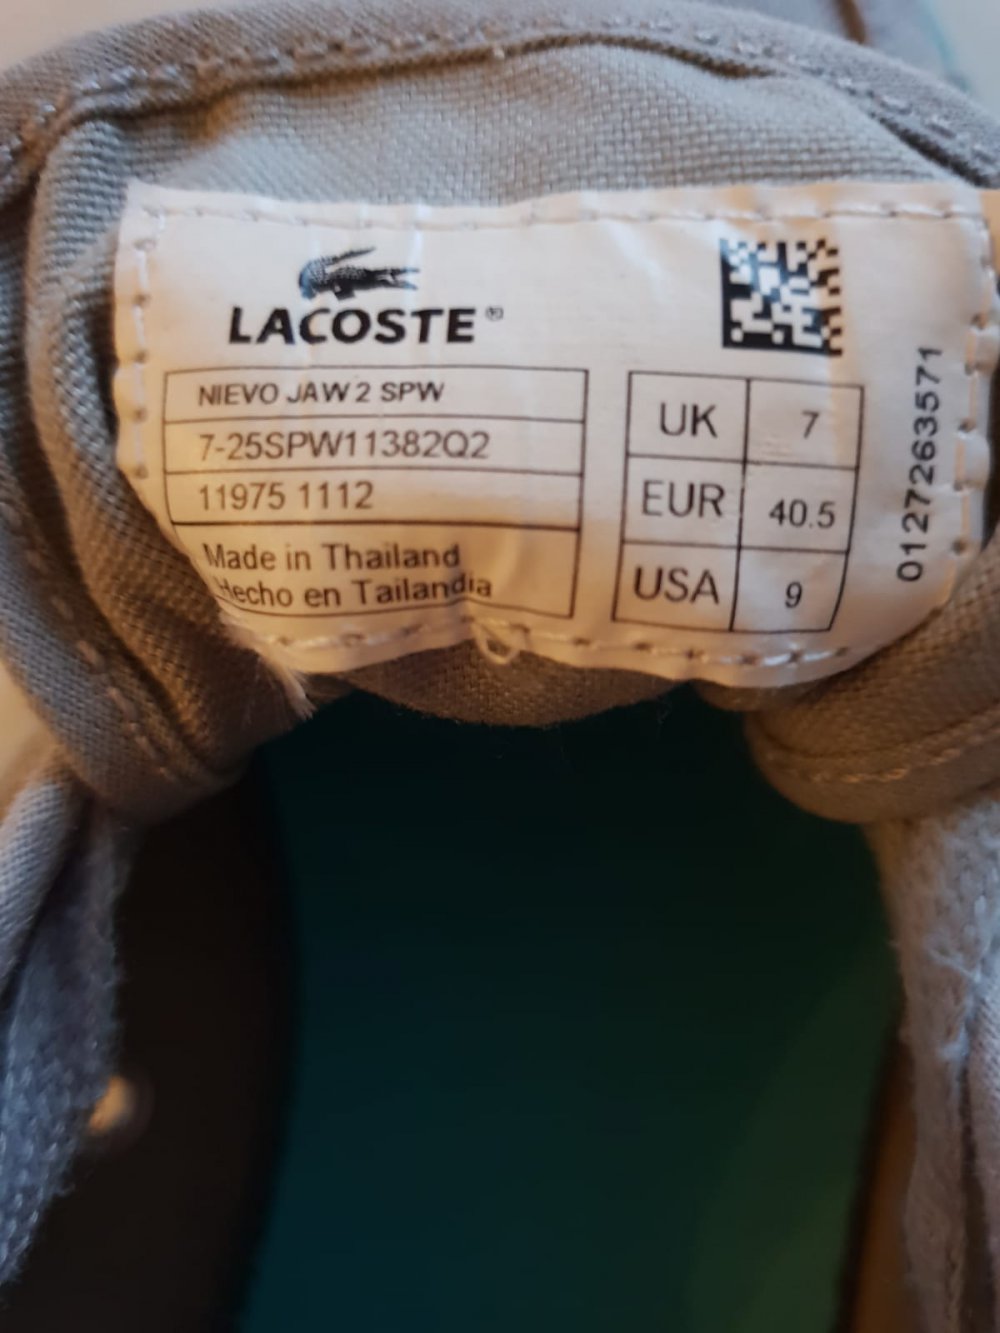 LACOSTE®
NIEVO JAW 2 SPW
7-25SPW11382Q2
11975 1112
Made in Thailand
Hecho en Tailandia
UK 7
EUR 40.5
USA 9
0127263571